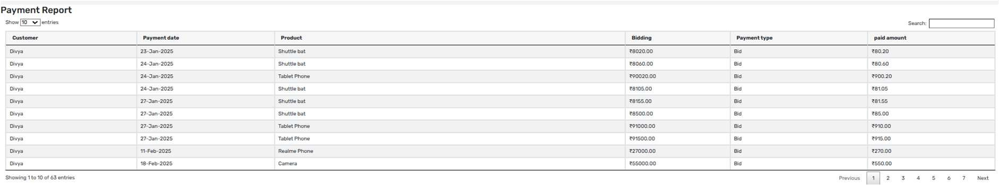 Payment Report
Show 10 entries
Search:
Customer Payment date Product Bidding Payment type paid amount
Divya 23-Jan-2025 Shuttle bat ₹8020.00 Bid ₹80.20
Divya 24-Jan-2025 Shuttle bat ₹8060.00 Bid ₹80.60
Divya 24-Jan-2025 Tablet Phone ₹90020.00 Bid ₹900.20
Divya 24-Jan-2025 Shuttle bat ₹8105.00 Bid ₹81.05
Divya 27-Jan-2025 Shuttle bat ₹8155.00 Bid ₹81.55
Divya 27-Jan-2025 Shuttle bat ₹8500.00 Bid ₹85.00
Divya 27-Jan-2025 Tablet Phone ₹91000.00 Bid ₹910.00
Divya 27-Jan-2025 Tablet Phone ₹91500.00 Bid ₹915.00
Divya 11-Feb-2025 Realme Phone ₹27000.00 Bid ₹270.00
Divya 18-Feb-2025 Camera ₹55000.00 Bid ₹550.00
Showing 1 to 10 of 63 entries
Previous 1 2 3 4 5 6 7 Next